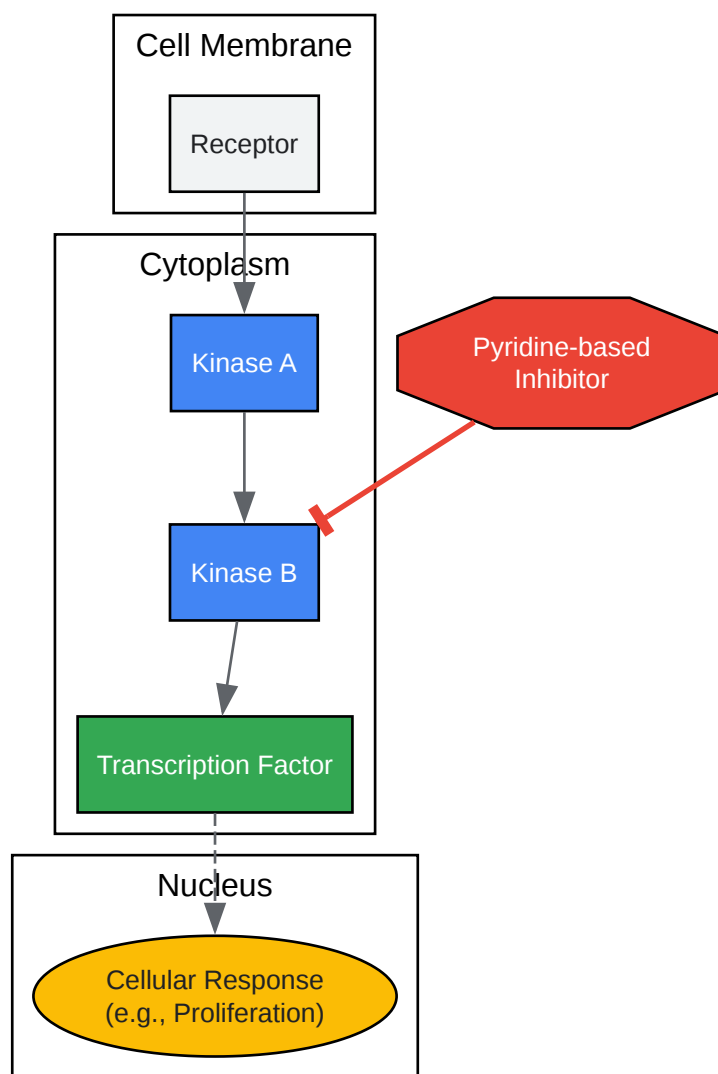 Cell Membrane
Receptor
Cytoplasm
Kinase A
Pyridine-based
Inhibitor
Kinase B
Transcription Factor
Nucleus
Cellular Response
(e.g., Proliferation)